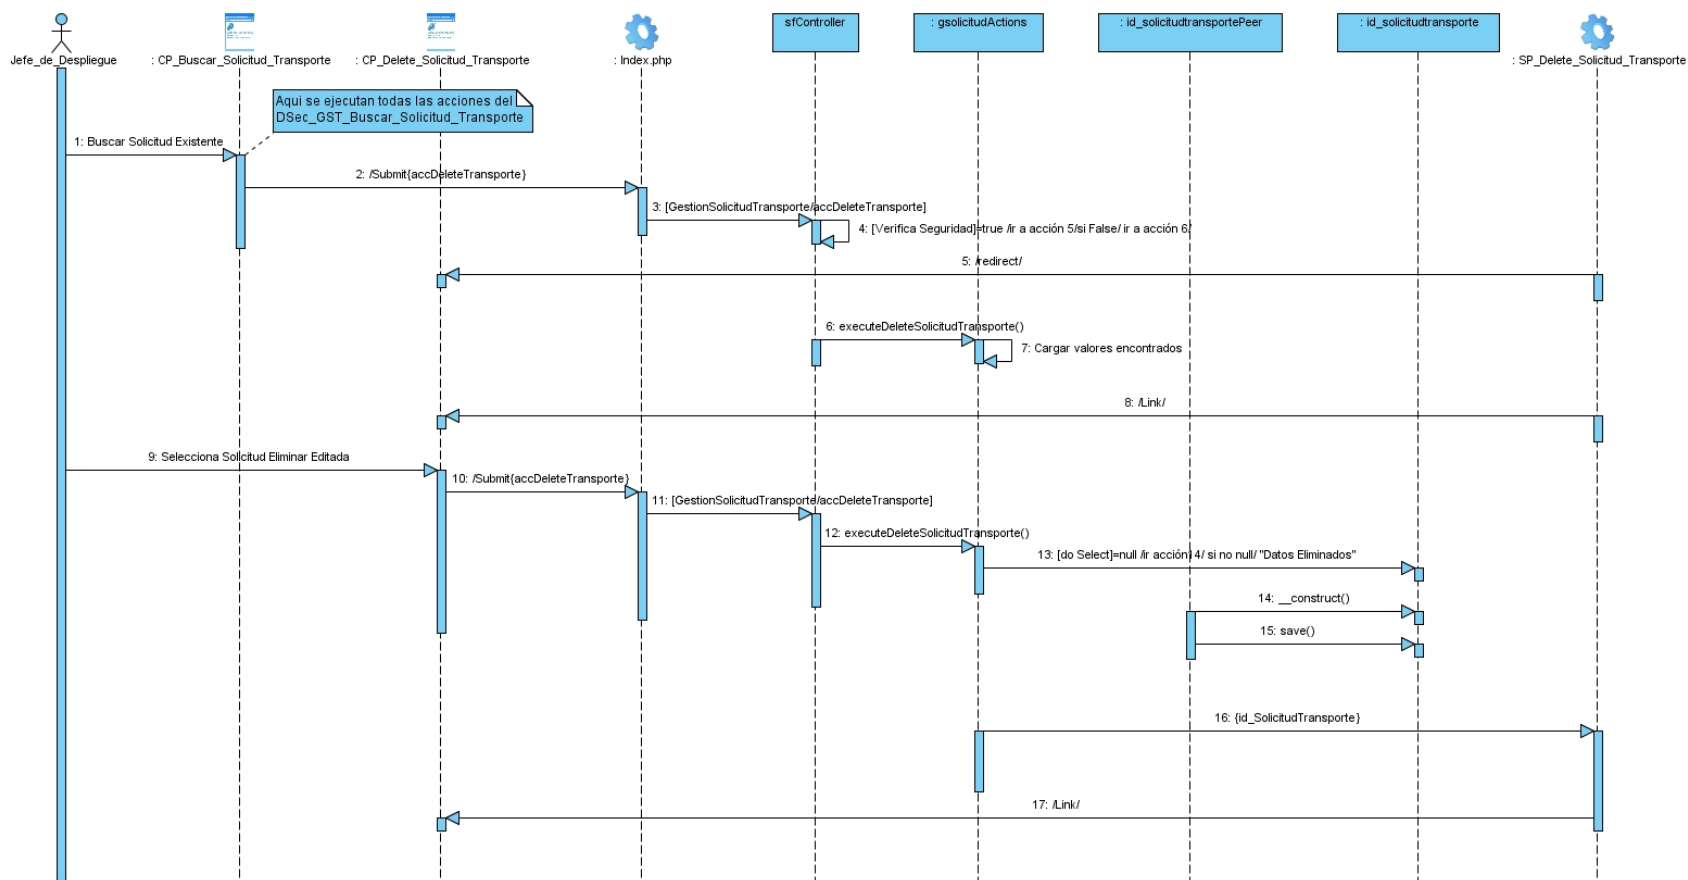 sfController
: gsolicitudActions
: id_solicitudtransportePeer
: id_solicitudtransporte
Jefe_de_Despliegue
: CP_Buscar_Solicitud_Transporte
: CP_Delete_Solicitud_Transporte
: Index.php
: SP_Delete_Solicitud_Transporte
Aqui se ejecutan todas las acciones del
DSec_GST_Buscar_Solicitud_Transporte
1: Buscar Solicitud Existente
2: /Submit{accDeleteTransporte}
3: [GestionSolicitudTransporte/accDeleteTransporte]
4: [Verifica Seguridad]=true /ir a acción 5/si False/ ir a acción 6/
5: /redirect/
6: executeDeleteSolicitudTransporte()
7: Cargar valores encontrados
8: /Link/
9: Selecciona Solicitud Eliminar Editada
10: /Submit{accDeleteTransporte}
11: [GestionSolicitudTransporte/accDeleteTransporte]
12: executeDeleteSolicitudTransporte()
13: [do Select]=null /ir acción14/ si no null/ "Datos Eliminados"
14: __construct()
15: save()
16: {id_SolicitudTransporte}
17: /Link/